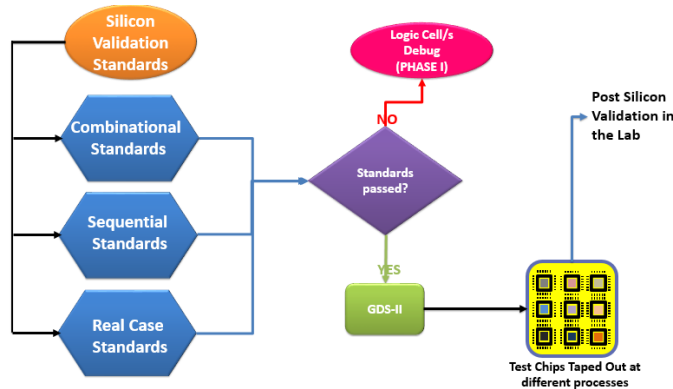 Silicon
Validation
Standards
Logic Cell/s
Debug
(PHASE I)
Post Silicon
Validation in
the Lab
NO
Combinational
Standards
Standards
passed?
Sequential
Standards
YES
GDS-II
Real Case
Standards
Test Chips Taped Out at
different processes